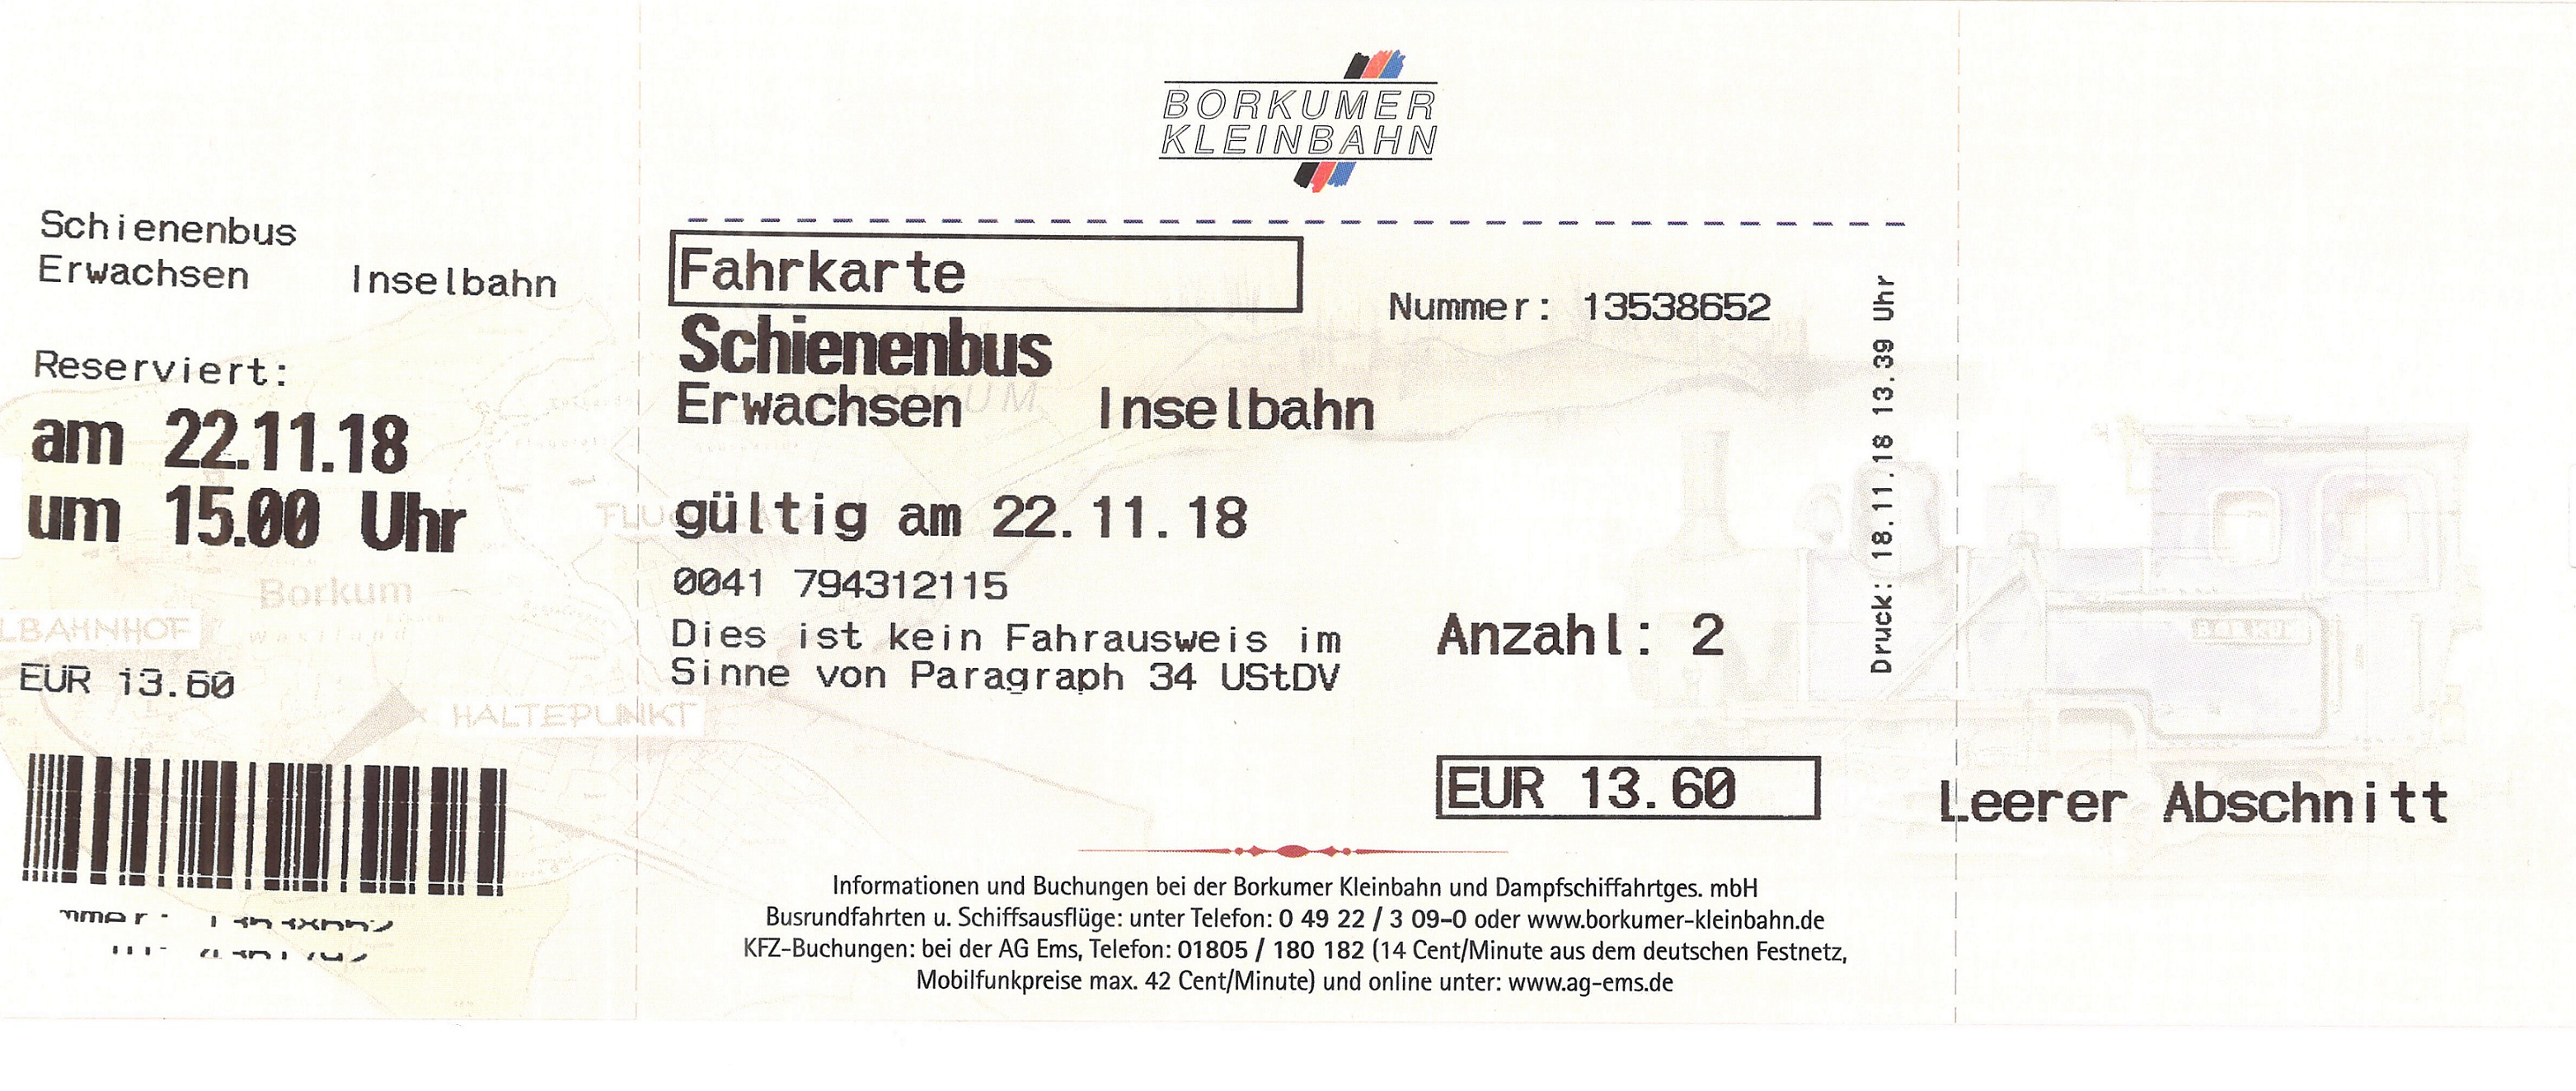 BORKUMER
KLEINBAHN
Schienenbus
Erwachsen Inselbahn
Reserviert:
am 22.11.18
um 15.00 Uhr
Borkum
LBAHNHOF
EUR 13.60
HALTEPUNKT
Fahrkarte
Nummer: 13538652
Schienenbus
BORKUM
Erwachsen Inselbahn
gültig am 22.11.18
0041 794312115
Dies ist kein Fahrausweis im
Sinne von Paragraph 34 UStDV
Anzahl: 2
EUR 13.60
Druck: 18.11.18 13.39 Uhr
BORKUM
Leerer Abschnitt
Informationen und Buchungen bei der Borkumer Kleinbahn und Dampfschiffahrtges. mbH
Busrundfahrten u. Schiffsausflüge: unter Telefon: 0 49 22 / 3 09-0 oder www.borkumer-kleinbahn.de
KFZ-Buchungen: bei der AG Ems, Telefon: 01805 / 180 182 (14 Cent/Minute aus dem deutschen Festnetz,
Mobilfunkpreise max. 42 Cent/Minute) und online unter: www.ag-ems.de